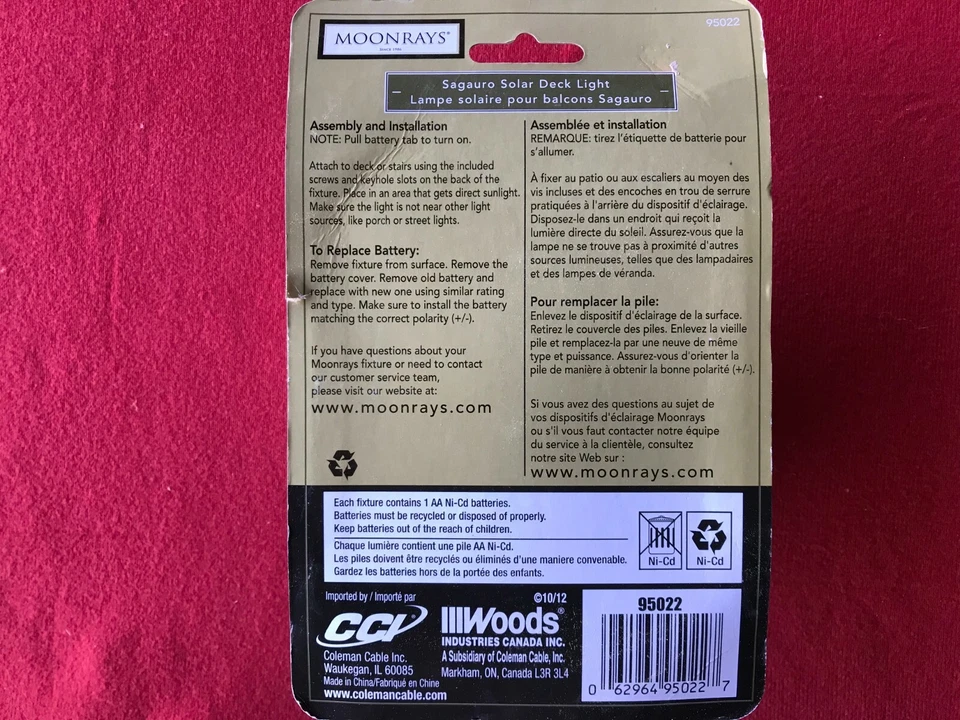 MOONRAYS®
95022
Sagauro Solar Deck Light
Lampe solaire pour balcons Sagauro
Assembly and Installation
NOTE: Pull battery tab to turn on.
Attach to deck or stairs using the included
screws and keyhole slots on the back of the
fixture. Place in an area that gets direct sunlight.
Make sure the light is not near other light
sources, like porch or street lights.
To Replace Battery:
Remove fixture from surface. Remove the
battery cover. Remove old battery and
replace with new one using similar rating
and type. Make sure to install the battery
matching the correct polarity (+/-).
If you have questions about your
Moonrays fixture or need to contact
our customer service team,
please visit our website at:
www.moonrays.com
Assemblée et installation
REMARQUE: tirez l'étiquette de batterie pour
s'allumer.
À fixer au patio ou aux escaliers au moyen des
vis incluses et des encoches en trou de serrure
pratiquées à l'arrière du dispositif d'éclairage.
Disposez-le dans un endroit qui reçoit la
lumière directe du soleil. Assurez-vous que la
lampe ne se trouve pas à proximité d'autres
sources lumineuses, telles que des lampadaires
et des lampes de véranda.
Pour remplacer la pile:
Enlevez le dispositif d'éclairage de la surface.
Retirez le couvercle des piles. Enlevez la vieille
pile et remplacez-la par une neuve de même
type et puissance. Assurez-vous d'orienter la
pile de manière à obtenir la bonne polarité (+/-).
Si vous avez des questions au sujet de
vos dispositifs d'éclairage Moonrays
ou s'il vous faut contacter notre équipe
du service à la clientèle, consultez
notre site Web sur :
www.moonrays.com
Each fixture contains 1 AA Ni-Cd batteries.
Batteries must be recycled or disposed of properly.
Keep batteries out of the reach of children.
Chaque lumière contient une pile AA Ni-Cd.
Les piles doivent être recyclés ou éliminés d'une maniere convenable.
Gardez les batteries hors de la portée des enfants.
Ni-Cd
Ni-Cd
Imported by / Importé par
CCI®
Coleman Cable Inc.
Waukegan, IL 60085
Made in China/Fabriqué en Chine
www.colemancable.com
©10/12
Woods®
INDUSTRIES CANADA INC.
A Subsidiary of Coleman Cable, Inc.
Markham, ON, Canada L3R 3L4
95022
0 62964 95022 7